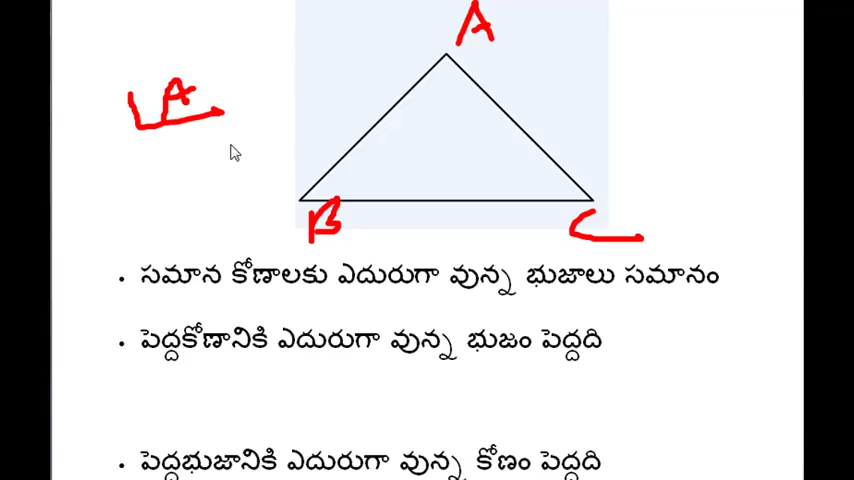 A
A
B
C
• సమాన కోణాలకు ఎదురుగా వున్న భుజాలు సమానం
• పెద్దకోణానికి ఎదురుగా వున్న భుజం పెద్దది
• పెద్దభుజానికి ఎదురుగా వున్న కోణం పెద్దది